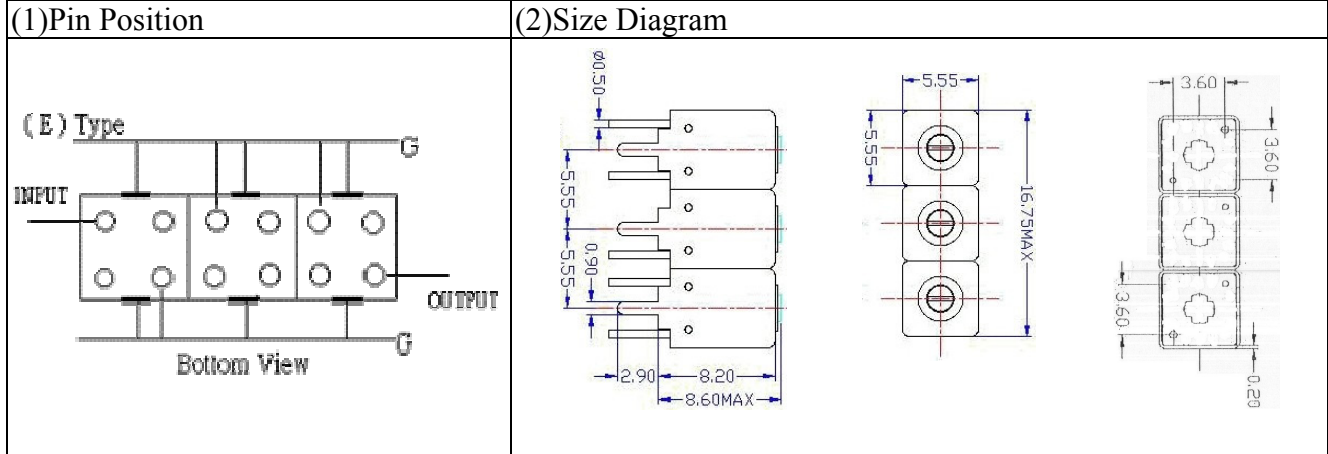 (1)Pin Position
(E) Type
G
INPUT
OUTPUT
G
Bottom View
(2)Size Diagram
ø0.50
5.55
5.55
0.90
2.90
8.20
8.60MAX
5.55
5.55
16.75MAX
3.60
3.60
3.60
0.20